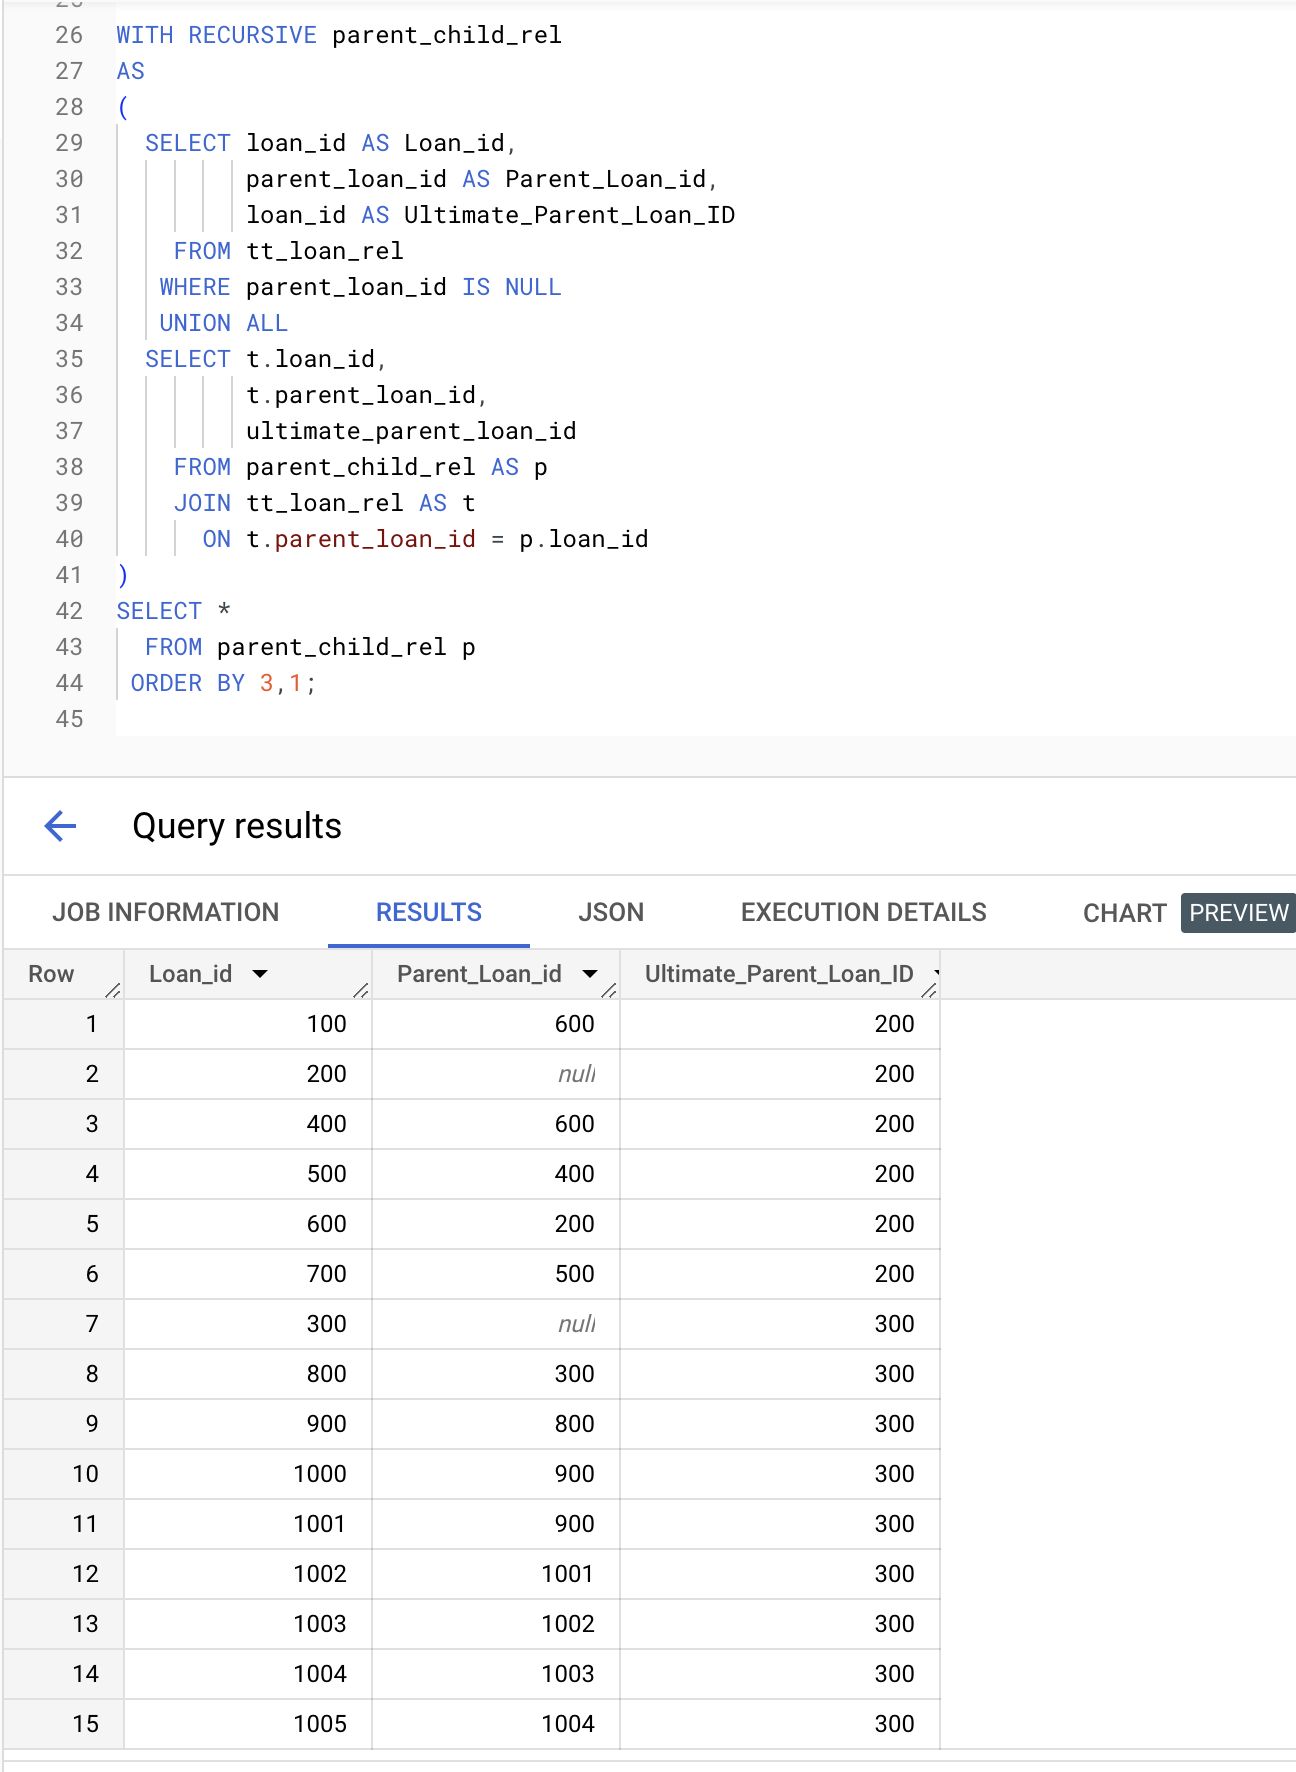 26 WITH RECURSIVE parent_child_rel
27 AS
28 (
29 SELECT loan_id AS Loan_id,
30 parent_loan_id AS Parent_Loan_id,
31 loan_id AS Ultimate_Parent_Loan_ID
32 FROM tt_loan_rel
33 WHERE parent_loan_id IS NULL
34 UNION ALL
35 SELECT t.loan_id,
36 t.parent_loan_id,
37 ultimate_parent_loan_id
38 FROM parent_child_rel AS p
39 JOIN tt_loan_rel AS t
40 ON t.parent_loan_id = p.loan_id
41 )
42 SELECT *
43 FROM parent_child_rel p
44 ORDER BY 3,1;
45
Query results
JOB INFORMATION RESULTS JSON EXECUTION DETAILS CHART PREVIEW
Row Loan_id Parent_Loan_id Ultimate_Parent_Loan_ID
1 100 600 200
2 200 null 200
3 400 600 200
4 500 400 200
5 600 200 200
6 700 500 200
7 300 null 300
8 800 300 300
9 900 800 300
10 1000 900 300
11 1001 900 300
12 1002 1001 300
13 1003 1002 300
14 1004 1003 300
15 1005 1004 300